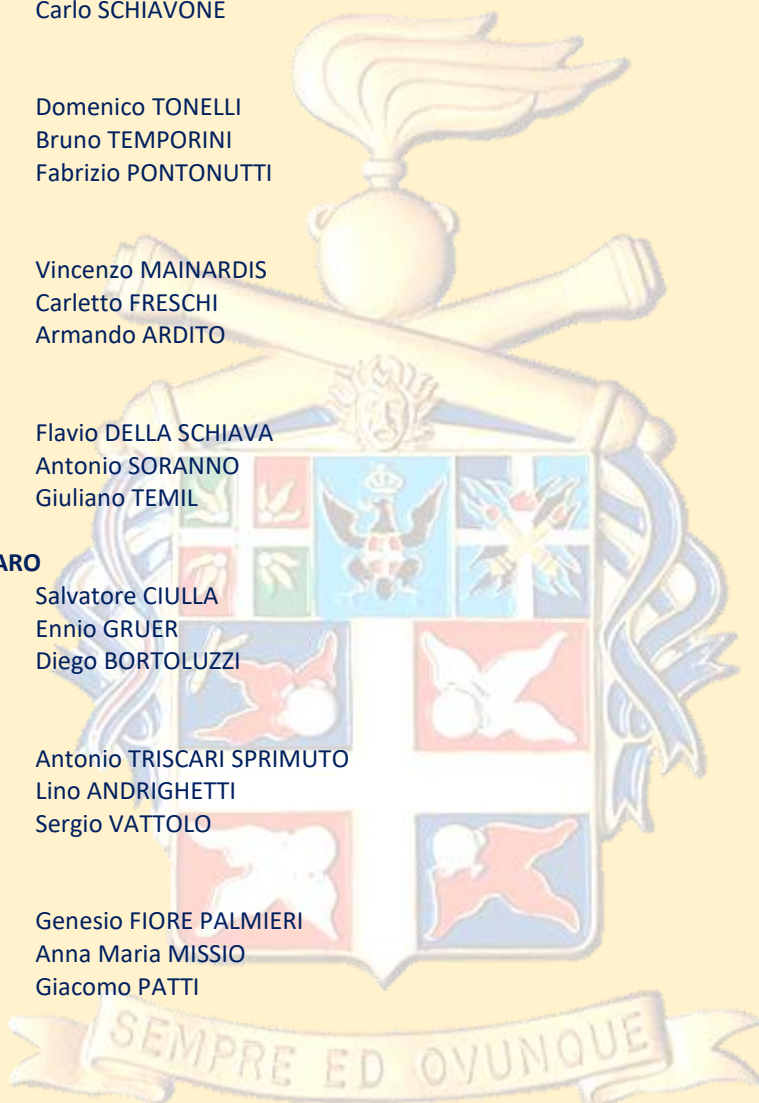 Carlo SCHIAVONE
Domenico TONELLI
Bruno TEMPORINI
Fabrizio PONTONUTTI
Vincenzo MAINARDIS
Carletto FRESCHI
Armando ARDITO
Flavio DELLA SCHIAVA
Antonio SORANNO
Giuliano TEMIL
ARO
Salvatore CIULLA
Ennio GRUER
Diego BORTOLUZZI
Antonio TRISCARI SPRIMUTO
Lino ANDRIGHETTI
Sergio VATTOLO
Genesio FIORE PALMIERI
Anna Maria MISSIO
Giacomo PATTI
SEMPRE ED OVUNQUE